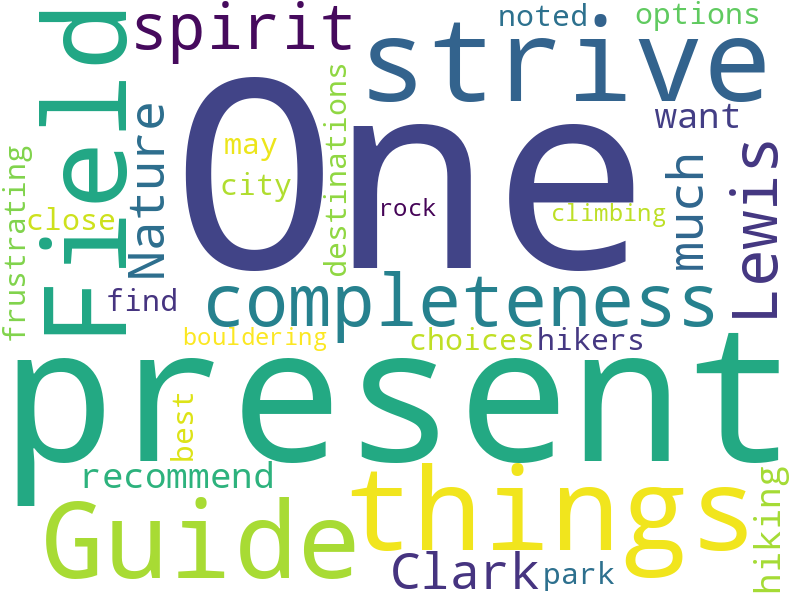 spirit
noted
options
Field
strive
One
Nature
may
city
destinations
rock
want
climbing
much
Lewis
frustrating
close
find
completeness
bouldering
choices
hikers
present
best
recommend
things
Guide
Clark
park
hiking